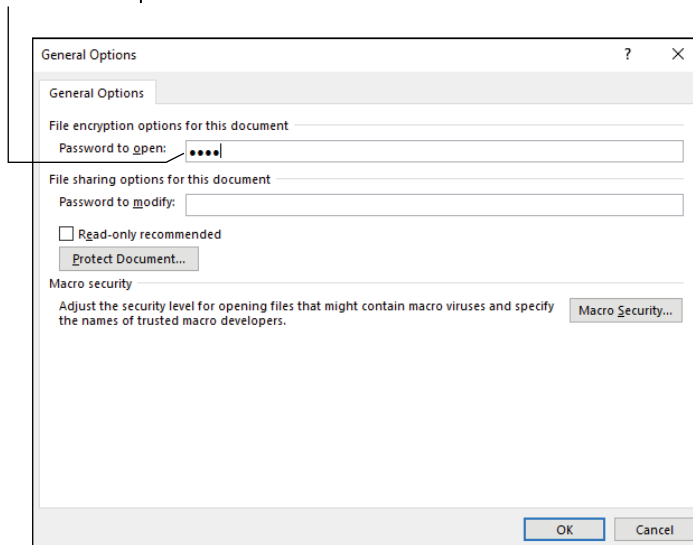 General Options ? ×
General Options
File encryption options for this document
Password to open: ••••
File sharing options for this document
Password to modify:
Read-only recommended
Protect Document...
Macro security
Adjust the security level for opening files that might contain macro viruses and specify
the names of trusted macro developers.
Macro Security...
OK Cancel